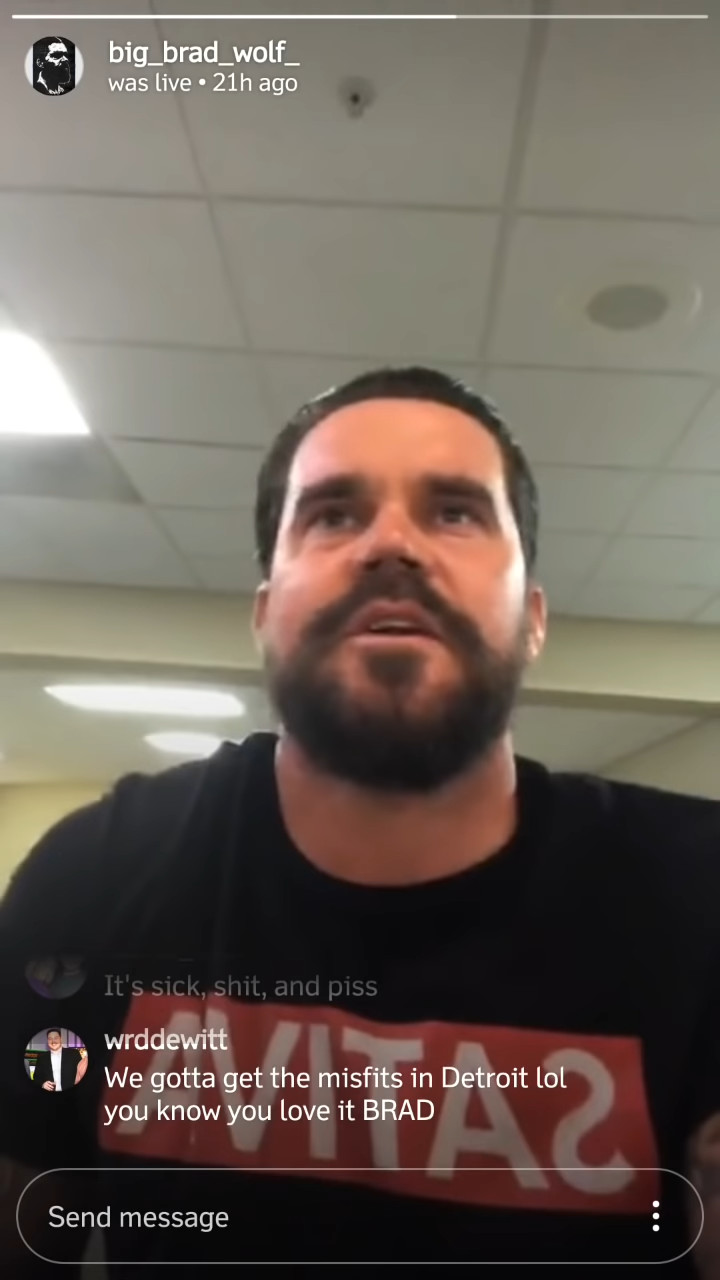 big_brad_wolf_
was live • 21h ago
It's sick, shit, and piss
wrddewitt
We gotta get the misfits in Detroit lol
you know you love it BRAD
SATIVA
Send message